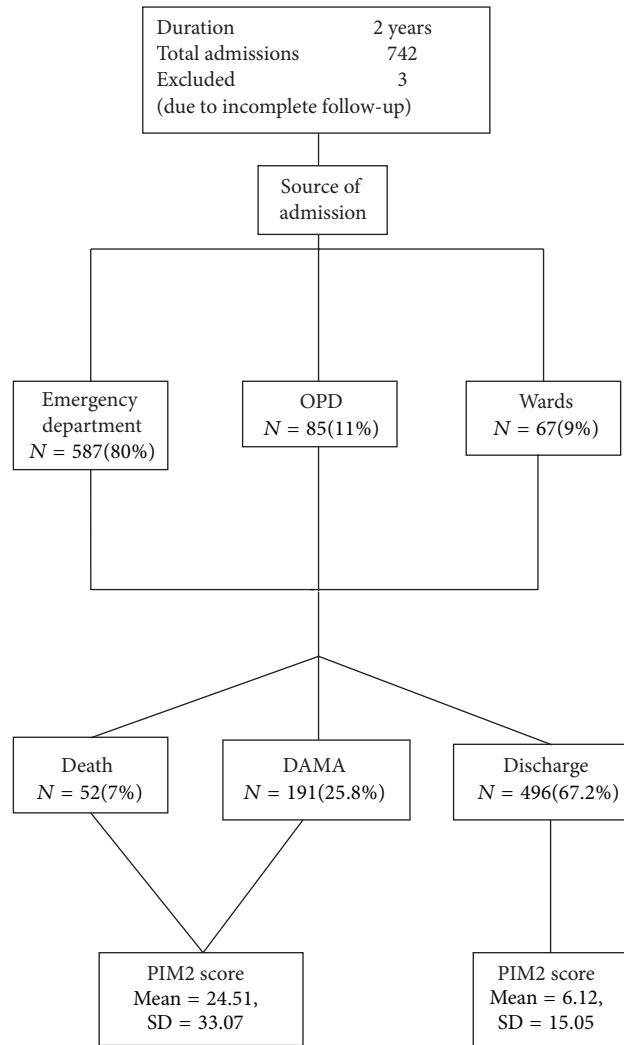 Duration 2 years
Total admissions 742
Excluded 3
(due to incomplete follow-up)
Source of
admission
Emergency
department
N = 587(80%)
OPD
N = 85(11%)
Wards
N = 67(9%)
Death
N = 52(7%)
DAMA
N = 191(25.8%)
Discharge
N = 496(67.2%)
PIM2 score
Mean = 24.51,
SD = 33.07
PIM2 score
Mean = 6.12,
SD = 15.05